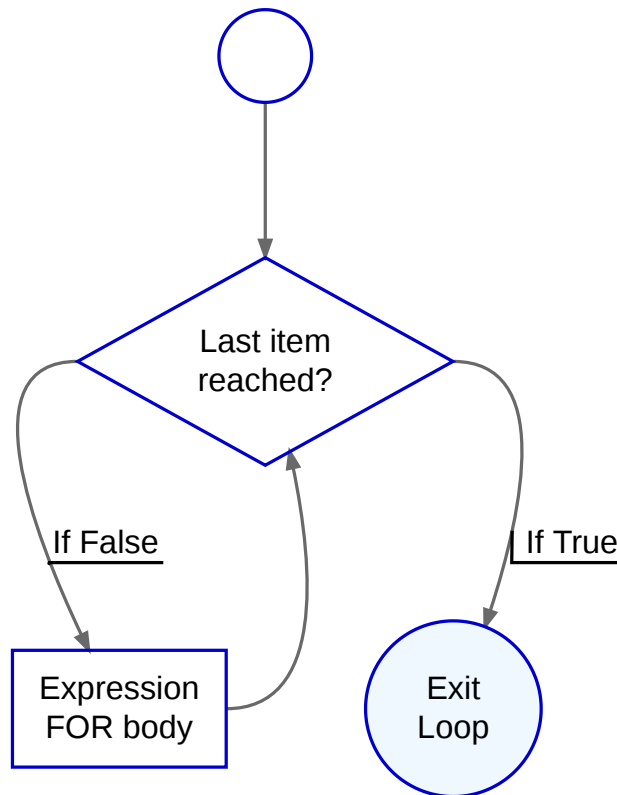 Last item
reached?
If False
If True
Expression
FOR body
Exit
Loop